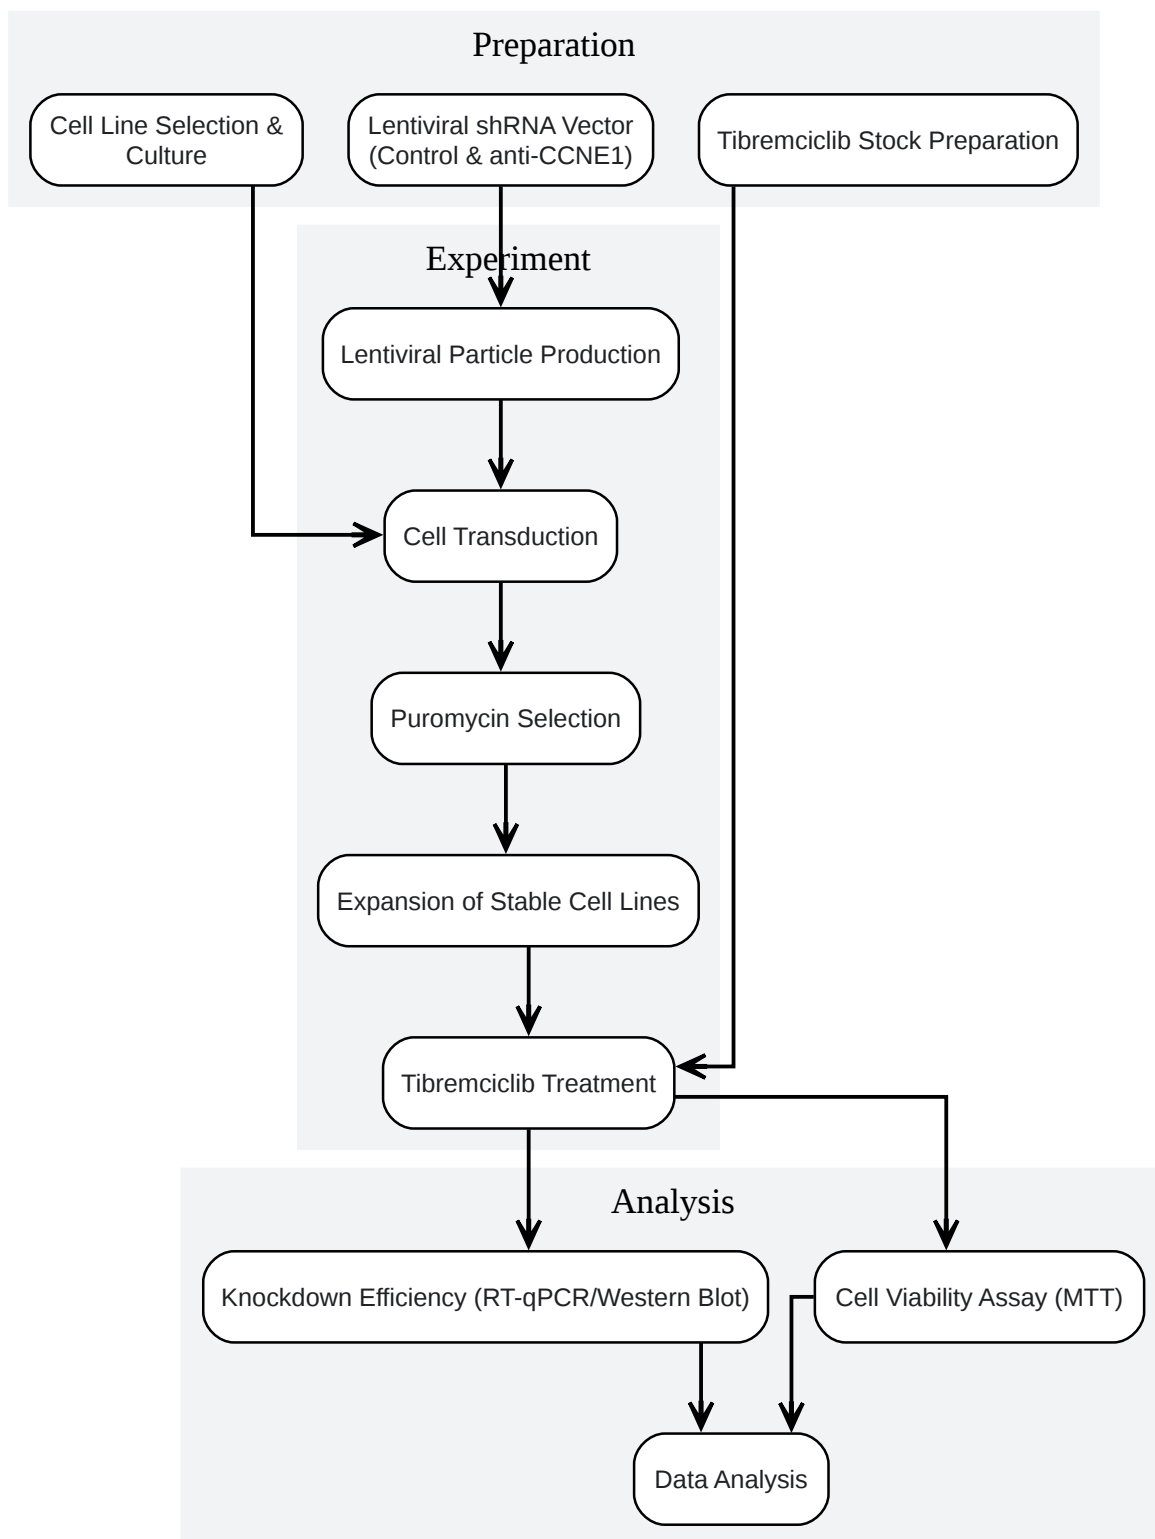 Preparation
Cell Line Selection &
Culture
Lentiviral shRNA Vector
(Control & anti-CCNE1)
Tibremciclib Stock Preparation
Experiment
Lentiviral Particle Production
Cell Transduction
Puromycin Selection
Expansion of Stable Cell Lines
Tibremciclib Treatment
Analysis
Knockdown Efficiency (RT-qPCR/Western Blot)
Cell Viability Assay (MTT)
Data Analysis